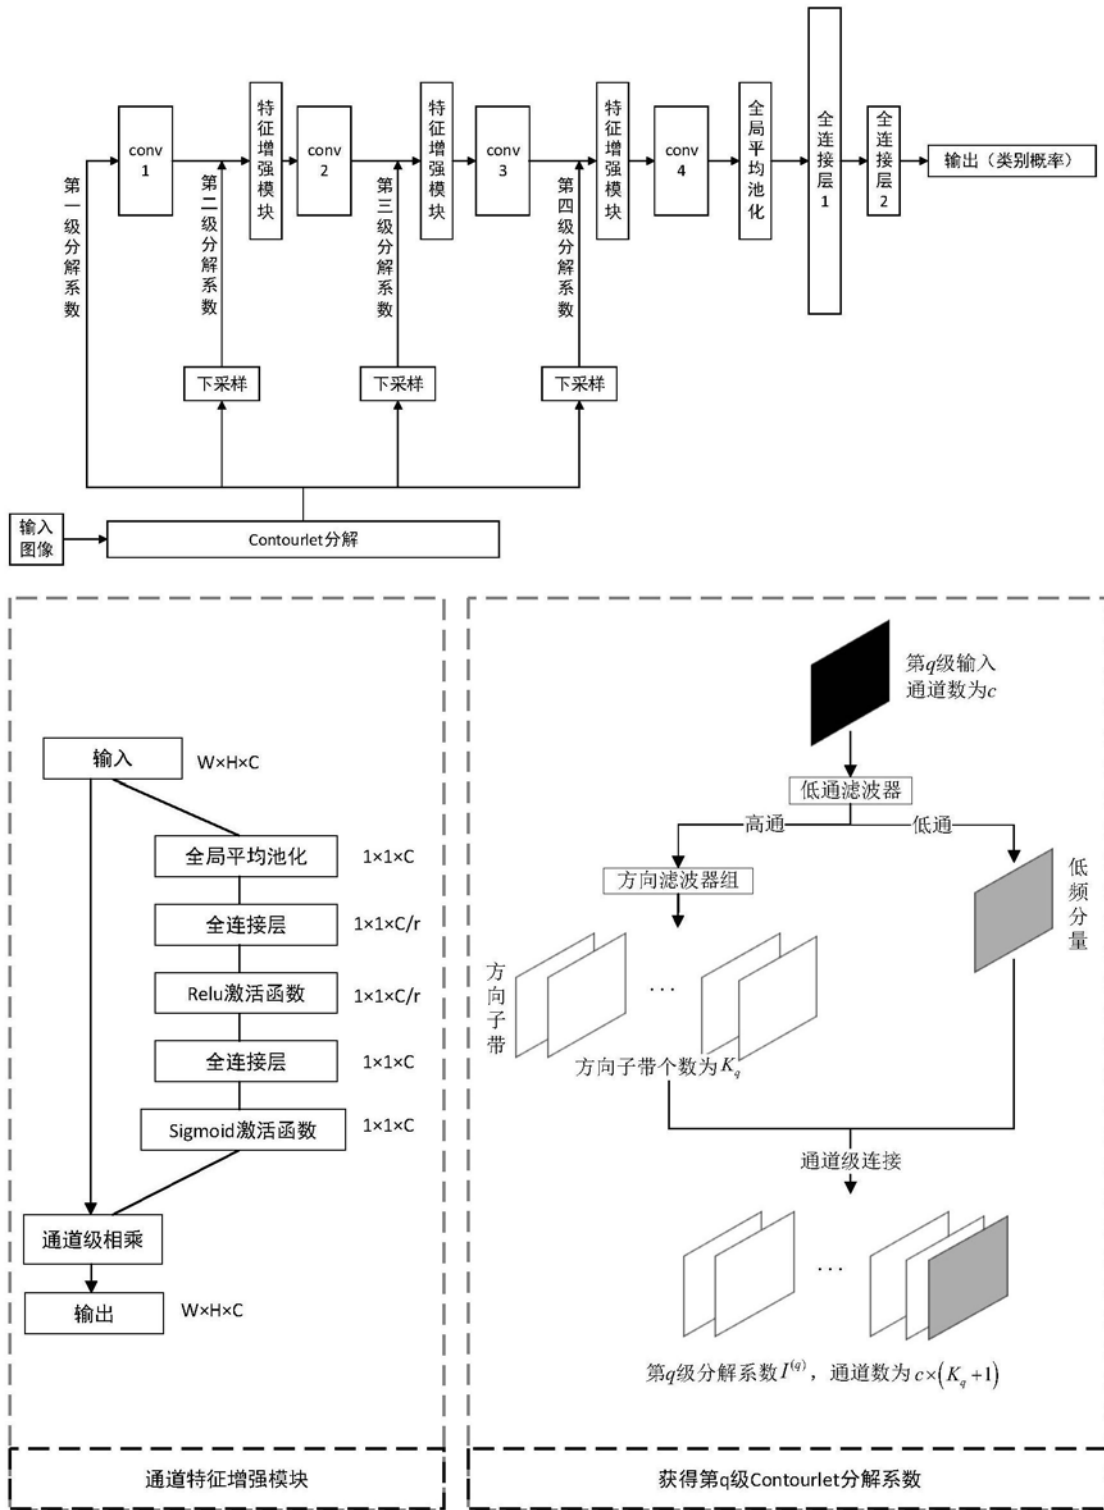 conv
1
特征增强模块
conv
2
特征增强模块
conv
3
特征增强模块
conv
4
全局平均池化
全连接层1
全连接层2
输出（类别概率）
第一级分解系数
第二级分解系数
第三级分解系数
第四级分解系数
下采样
下采样
下采样
输入
图像
Contourlet分解
输入
W×H×C
全局平均池化
1×1×C
全连接层
1×1×C/r
Relu激活函数
1×1×C/r
全连接层
1×1×C
Sigmoid激活函数
1×1×C
通道级相乘
输出
W×H×C
通道特征增强模块
第q级输入
通道数为c
低通滤波器
高通
低通
方向滤波器组
低频分量
方向子带
...
方向子带个数为K_q
通道级连接
...
第q级分解系数I^(q)，通道数为c×(K_q+1)
获得第q级Contourlet分解系数